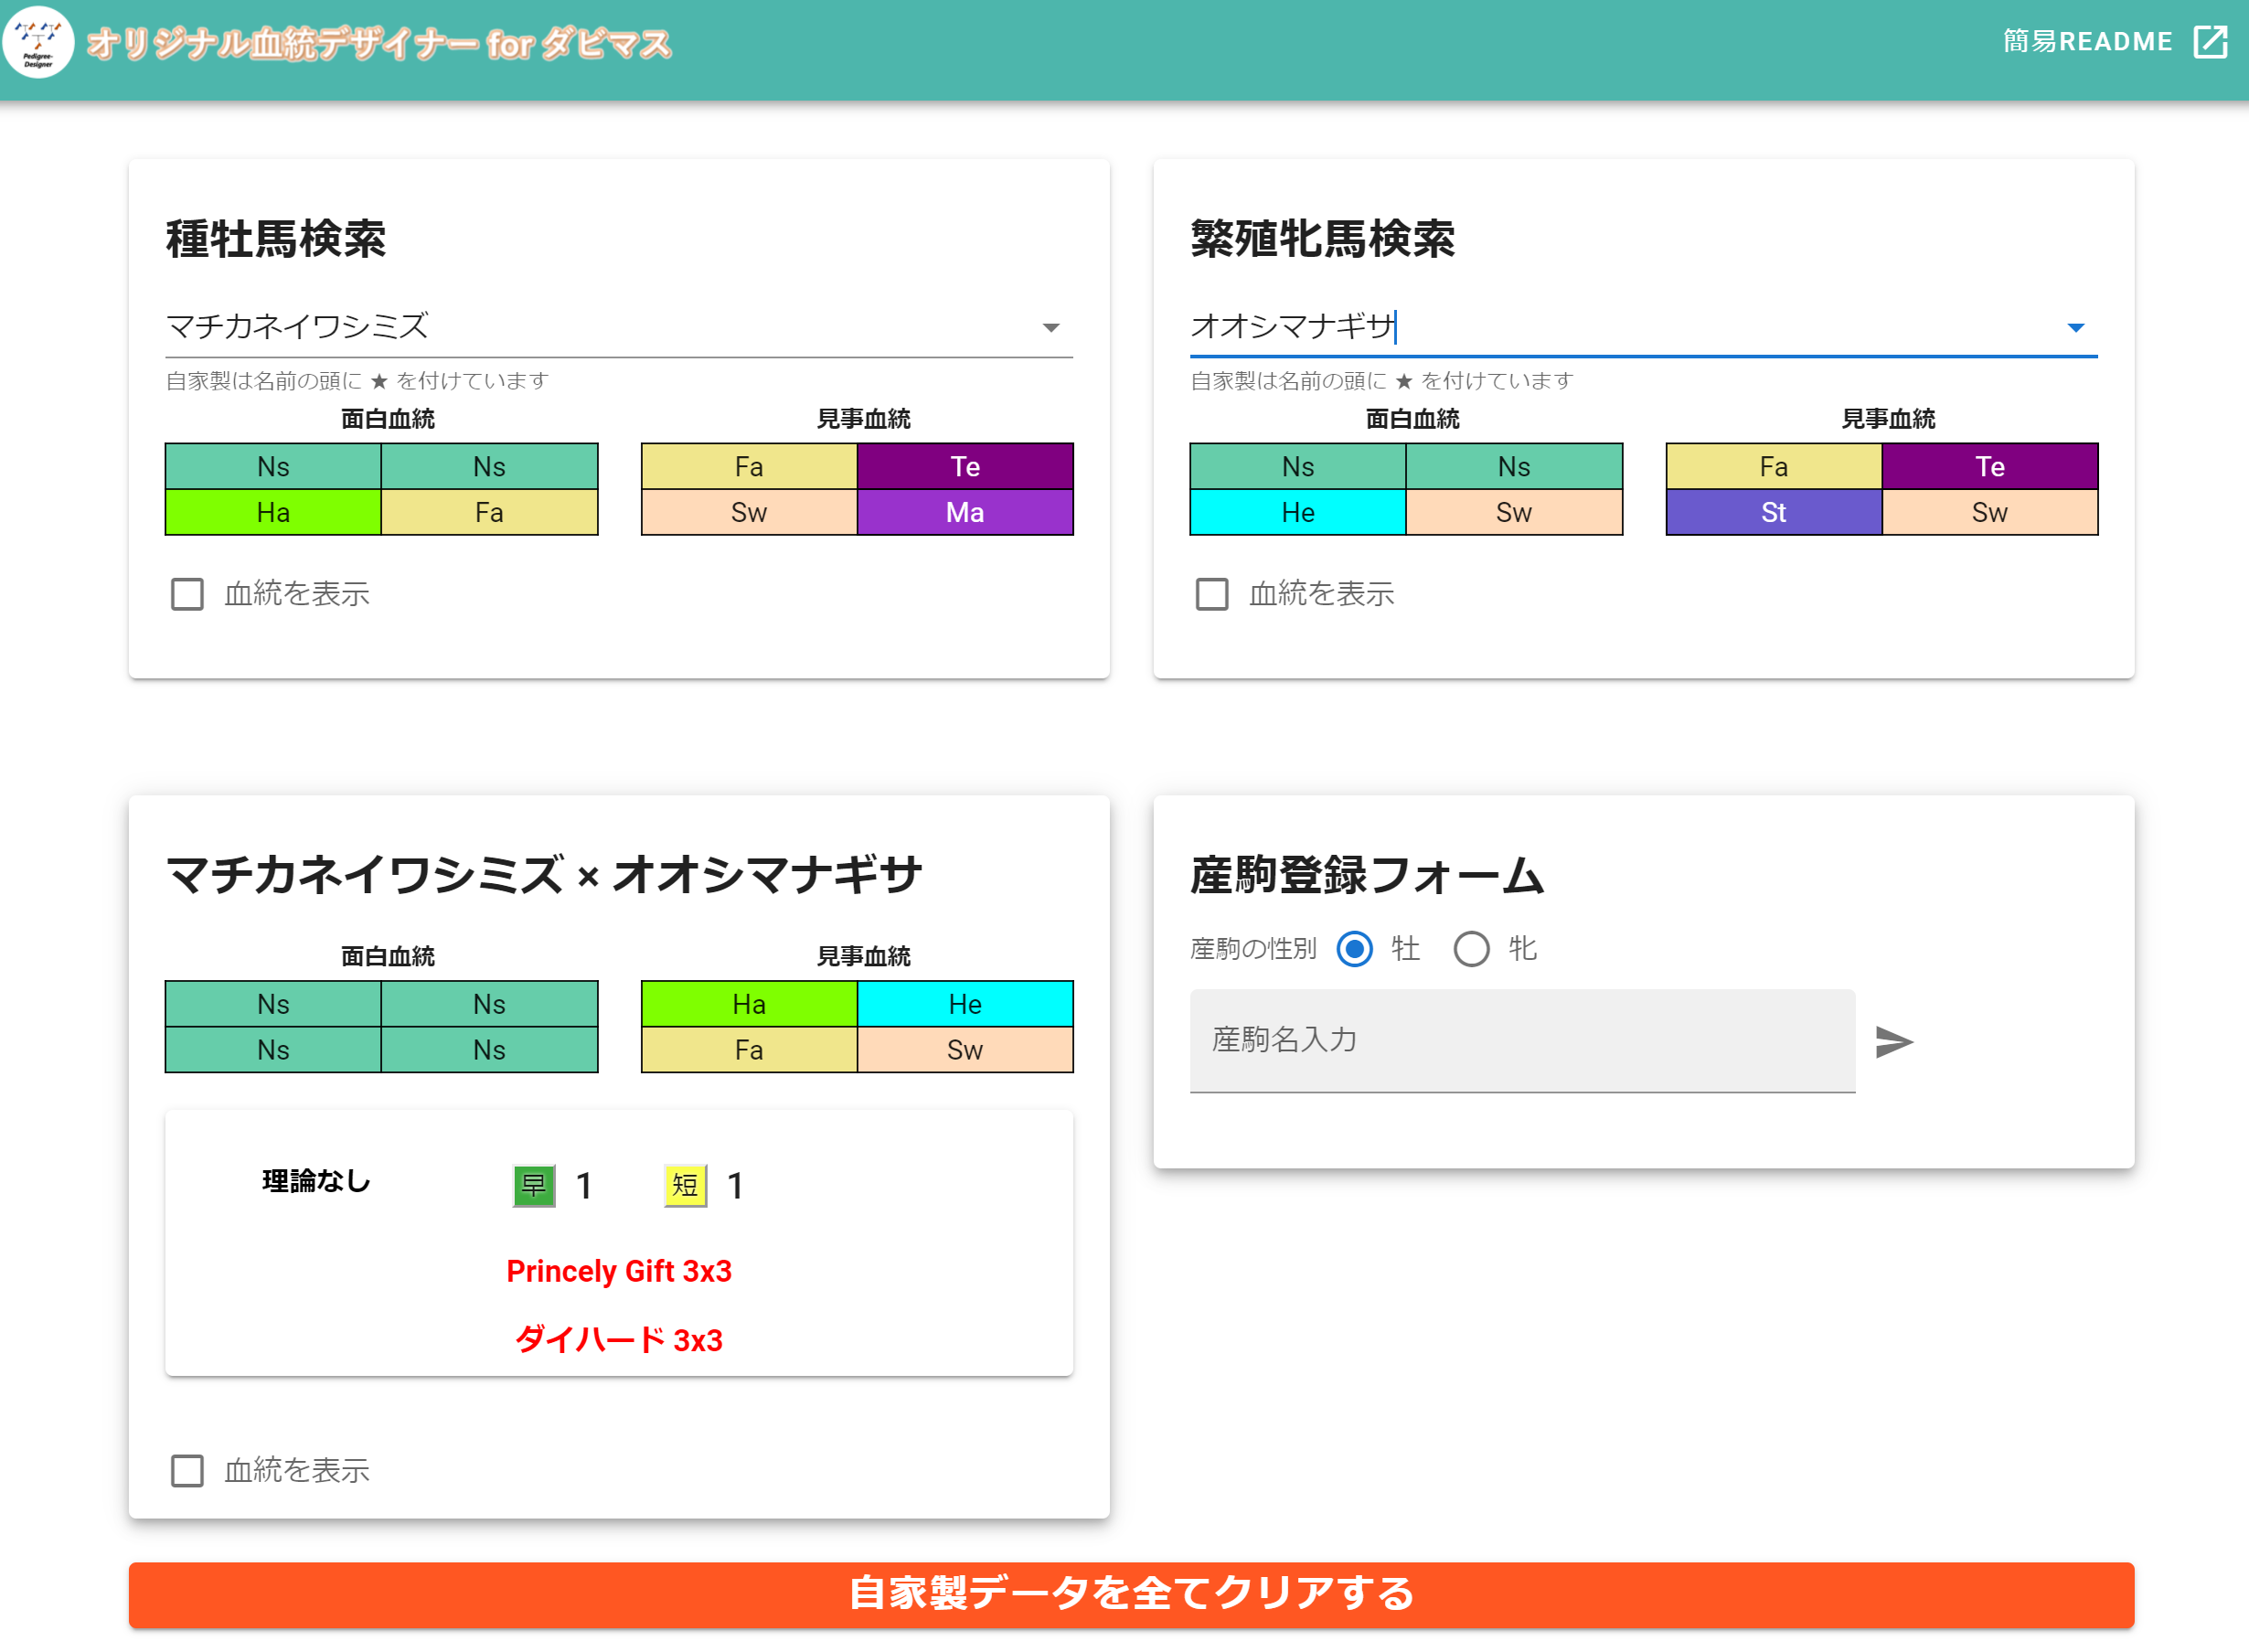 Pedigree-
Designer
オリジナル血統デザイナー for ダビマス
簡易README
種牡馬検索
マチカネイワシミズ
自家製は名前の頭に ★ を付けています
面白血統
見事血統
Ns Ns
Fa Te
Ha Fa
Sw Ma
血統を表示
繁殖牝馬検索
オオシマナギサ
自家製は名前の頭に ★ を付けています
面白血統
見事血統
Ns Ns
Fa Te
He Sw
St Sw
血統を表示
マチカネイワシミズ × オオシマナギサ
面白血統
見事血統
Ns Ns
Ha He
Ns Ns
Fa Sw
理論なし 早 1 短 1
Princely Gift 3x3
ダイハード 3x3
血統を表示
産駒登録フォーム
産駒の性別 牡 牝
産駒名入力
自家製データを全てクリアする